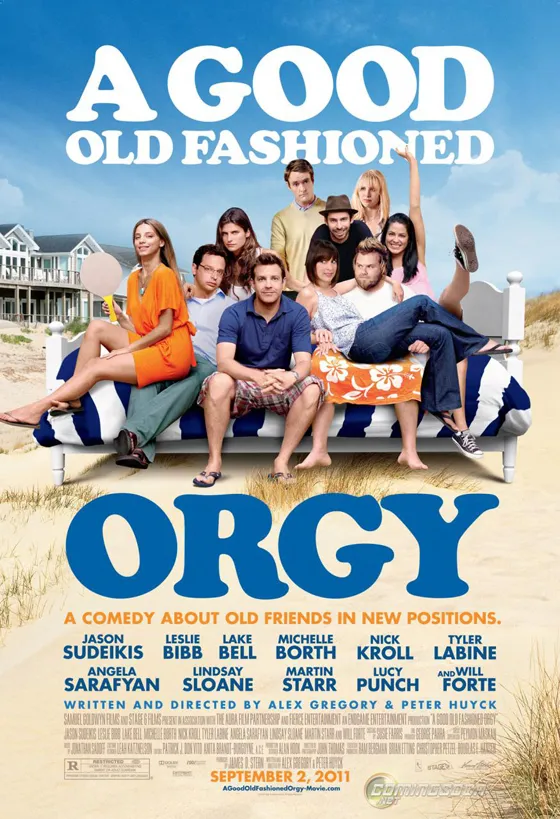 A GOOD
OLD FASHIONED
ORGY
A COMEDY ABOUT OLD FRIENDS IN NEW POSITIONS.
JASON SUDEIKIS LESLIE BIBB LAKE BELL MICHELLE BORTH NICK KROLL TYLER LABINE
ANGELA SARAFYAN LINDSAY SLOANE MARTIN STARR LUCY PUNCH AND WILL FORTE
WRITTEN AND DIRECTED BY ALEX GREGORY & PETER HUYCK
R RESTRICTED
SEPTEMBER 2, 2011
AGoodOldFashionedOrgy-Movie.com